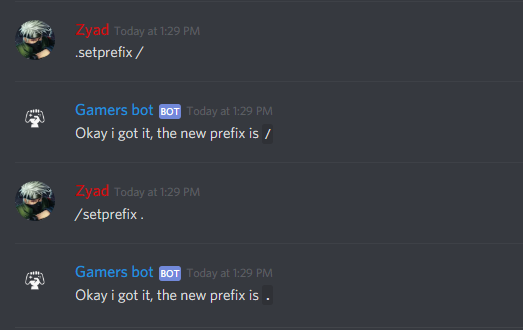 Zyad Today at 1:29 PM
.setprefix /
Gamers bot BOT Today at 1:29 PM
Okay i got it, the new prefix is /
Zyad Today at 1:29 PM
/setprefix .
Gamers bot BOT Today at 1:29 PM
Okay i got it, the new prefix is .